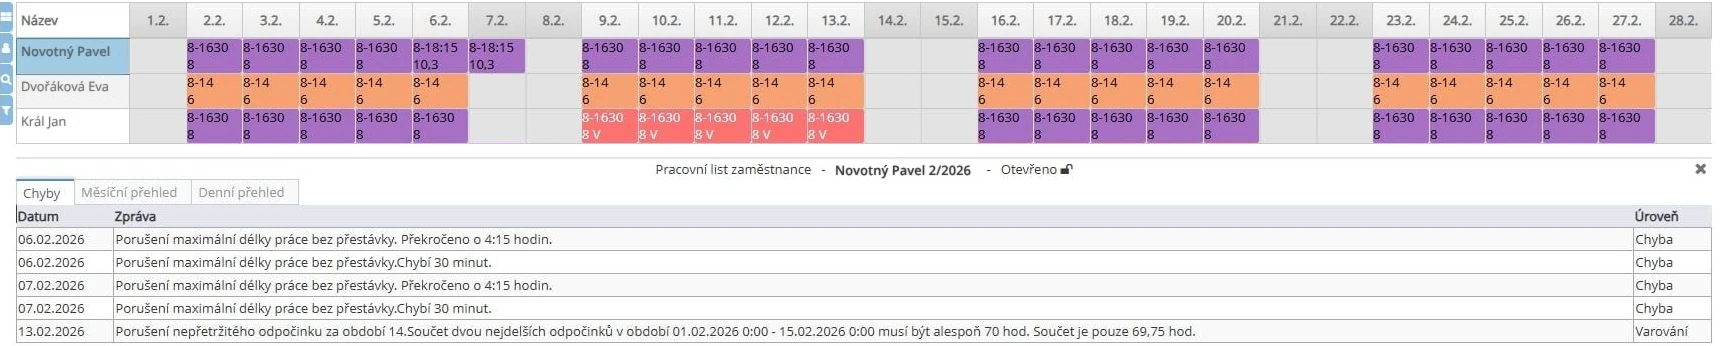 Název 1.2. 2.2. 3.2. 4.2. 5.2. 6.2. 7.2. 8.2. 9.2. 10.2. 11.2. 12.2. 13.2. 14.2. 15.2. 16.2. 17.2. 18.2. 19.2. 20.2. 21.2. 22.2. 23.2. 24.2. 25.2. 26.2. 27.2. 28.2.
Novotný Pavel 8-1630 8-1630 8-1630 8-1630 8-18:15 8-18:15 8-1630 8-1630 8-1630 8-1630 8-1630 8-1630 8-1630 8-1630 8-1630 8-1630 8-1630 8-1630 8-1630 8-1630 8-1630
8 8 8 8 10,3 10,3 8 8 8 8 8 8 8 8 8 8 8 8 8 8 8
Dvořáková Eva 8-14 8-14 8-14 8-14 8-14 8-14 8-14 8-14 8-14 8-14 8-14 8-14 8-14 8-14 8-14 8-14 8-14 8-14 8-14 8-14
6 6 6 6 6 6 6 6 6 6 6 6 6 6 6 6 6 6 6 6
Král Jan 8-1630 8-1630 8-1630 8-1630 8-1630 8-1630 8-1630 8-1630 8-1630 8-1630 8-1630 8-1630 8-1630 8-1630 8-1630 8-1630 8-1630 8-1630 8-1630 8-1630
8 8 8 8 8 8 V 8 V 8 V 8 V 8 V 8 8 8 8 8 8 8 8 8 8
Pracovní list zaměstnance - Novotný Pavel 2/2026 - Otevřeno
Chyby Měsíční přehled Denní přehled
Datum Zpráva Úroveň
06.02.2026 Porušení maximální délky práce bez přestávky. Překročeno o 4:15 hodin. Chyba
06.02.2026 Porušení maximální délky práce bez přestávky.Chybí 30 minut. Chyba
07.02.2026 Porušení maximální délky práce bez přestávky. Překročeno o 4:15 hodin. Chyba
07.02.2026 Porušení maximální délky práce bez přestávky.Chybí 30 minut. Chyba
13.02.2026 Porušení nepřetržitého odpočinku za období 14.Součet dvou nejdelších odpočinků v období 01.02.2026 0:00 - 15.02.2026 0:00 musí být alespoň 70 hod. Součet je pouze 69,75 hod. Varování